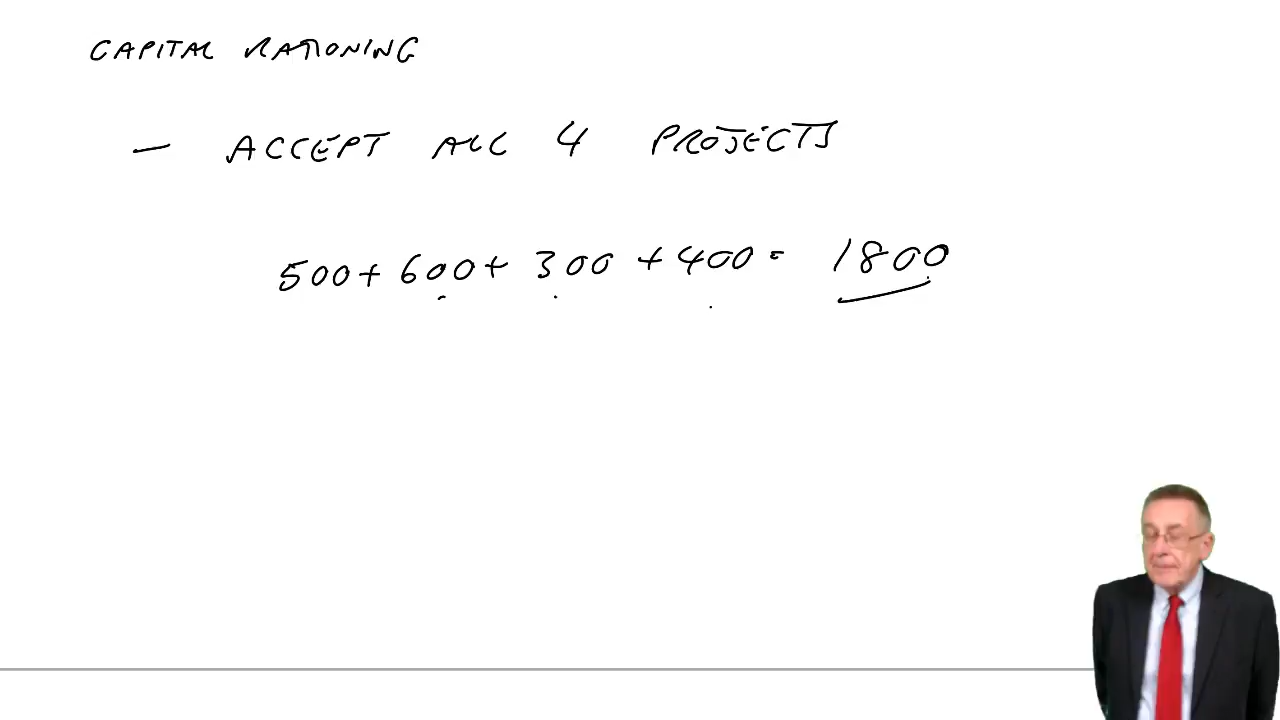 CAPITAL RATIONING
- ACCEPT ALL 4 PROJECTS
500 + 600 + 300 + 400 = 1800